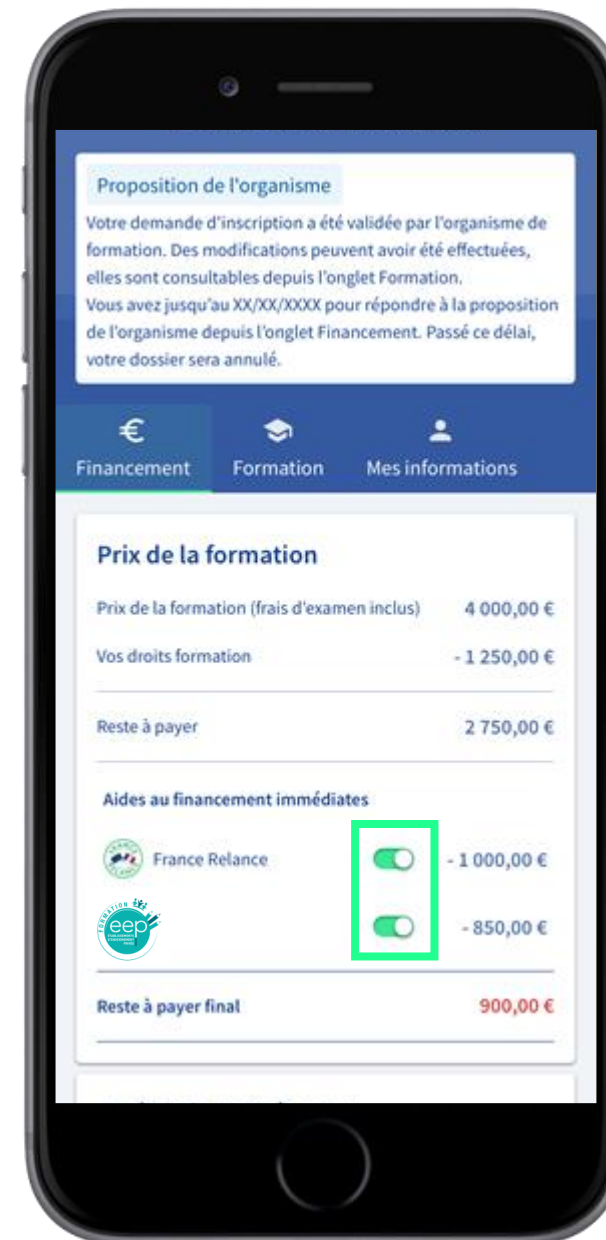 Proposition de l'organisme
Votre demande d'inscription a été validée par l'organisme de
formation. Des modifications peuvent avoir été effectuées,
elles sont consultables depuis l'onglet Formation.
Vous avez jusqu'au XX/XX/XXXX pour répondre à la proposition
de l'organisme depuis l'onglet Financement. Passé ce délai,
votre dossier sera annulé.
Financement Formation Mes informations
Prix de la formation
Prix de la formation (frais d'examen inclus) 4 000,00 €
Vos droits formation - 1 250,00 €
Reste à payer 2 750,00 €
Aides au financement immédiates
France Relance - 1 000,00 €
FORMATION
eep
- 850,00 €
Reste à payer final 900,00 €